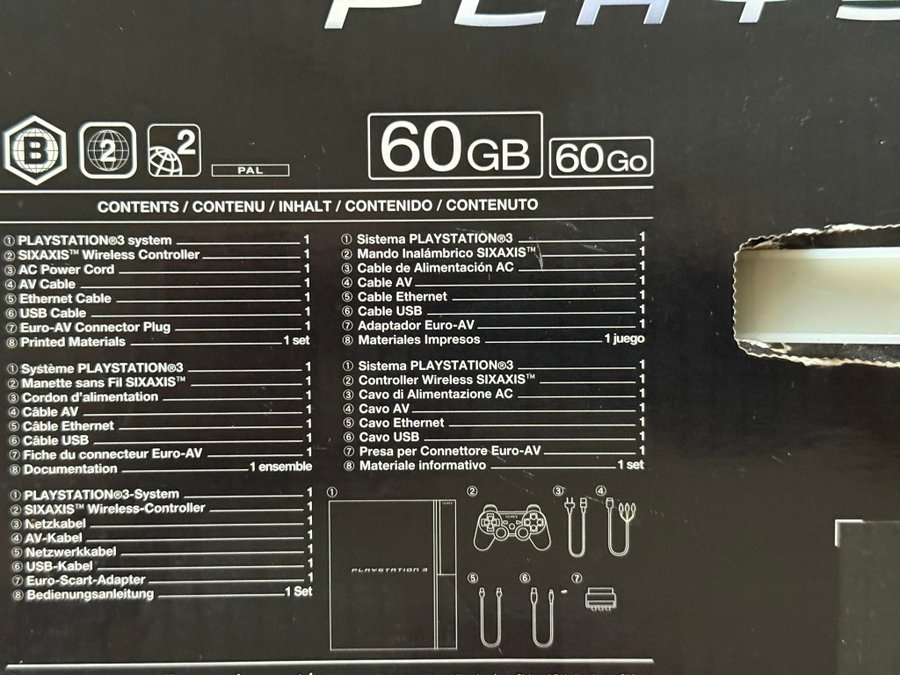 PLAYS
B 2 2 PAL 60GB 60Go
CONTENTS / CONTENU / INHALT / CONTENIDO / CONTENUTO
① PLAYSTATION®3 system 1
② SIXAXIS™ Wireless Controller 1
③ AC Power Cord 1
④ AV Cable 1
⑤ Ethernet Cable 1
⑥ USB Cable 1
⑦ Euro-AV Connector Plug 1
⑧ Printed Materials 1 set
① Système PLAYSTATION®3 1
② Manette sans Fil SIXAXIS™ 1
③ Cordon d'alimentation 1
④ Câble AV 1
⑤ Câble Ethernet 1
⑥ Câble USB 1
⑦ Fiche du connecteur Euro-AV 1
⑧ Documentation 1 ensemble
① PLAYSTATION®3-System 1
② SIXAXIS™ Wireless-Controller 1
③ Netzkabel 1
④ AV-Kabel 1
⑤ Netzwerkkabel 1
⑥ USB-Kabel 1
⑦ Euro-Scart-Adapter 1
⑧ Bedienungsanleitung 1 Set
① Sistema PLAYSTATION®3 1
② Mando Inalámbrico SIXAXIS™ 1
③ Cable de Alimentación AC 1
④ Cable AV 1
⑤ Cable Ethernet 1
⑥ Cable USB 1
⑦ Adaptador Euro-AV 1
⑧ Materiales Impresos 1 juego
① Sistema PLAYSTATION®3 1
② Controller Wireless SIXAXIS™ 1
③ Cavo di Alimentazione AC 1
④ Cavo AV 1
⑤ Cavo Ethernet 1
⑥ Cavo USB 1
⑦ Presa per Connettore Euro-AV 1
⑧ Materiale informativo 1 set
① ② ③ ④
PLAYSTATION 3
⑤ ⑥ ⑦